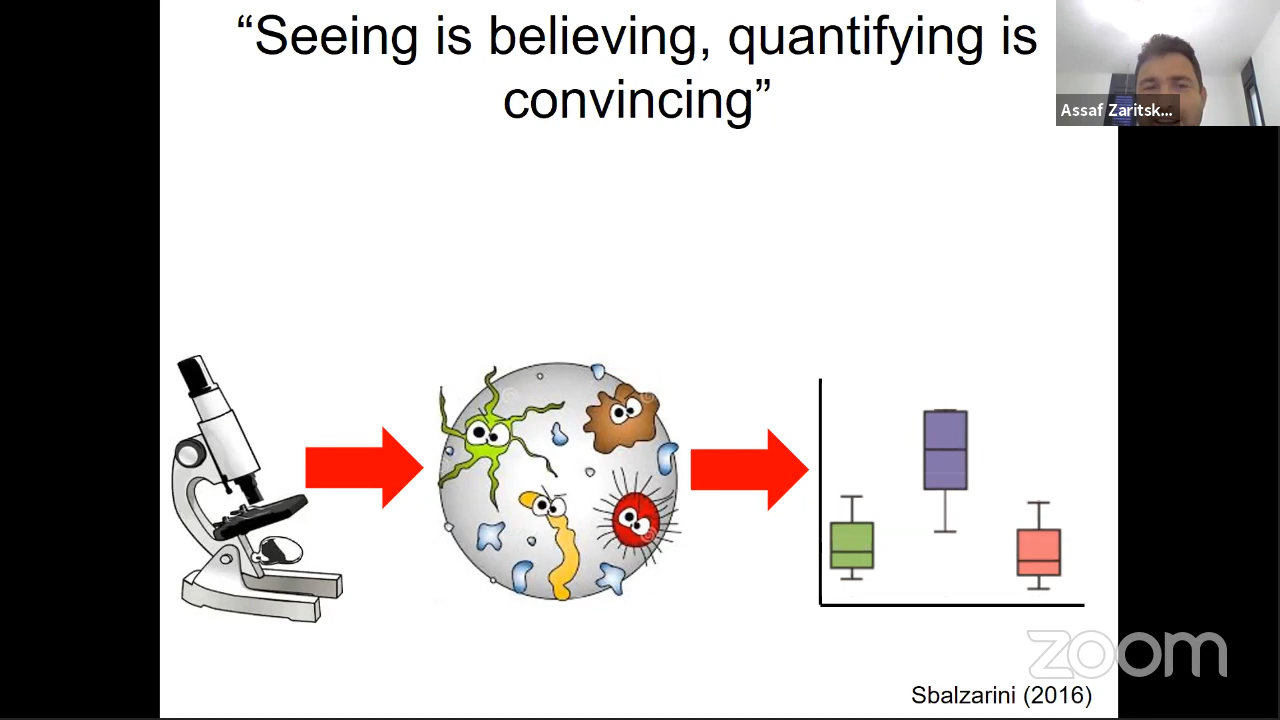 “Seeing is believing, quantifying is
convincing”
Assaf Zaritsk...
zoom
Sbalzarini (2016)